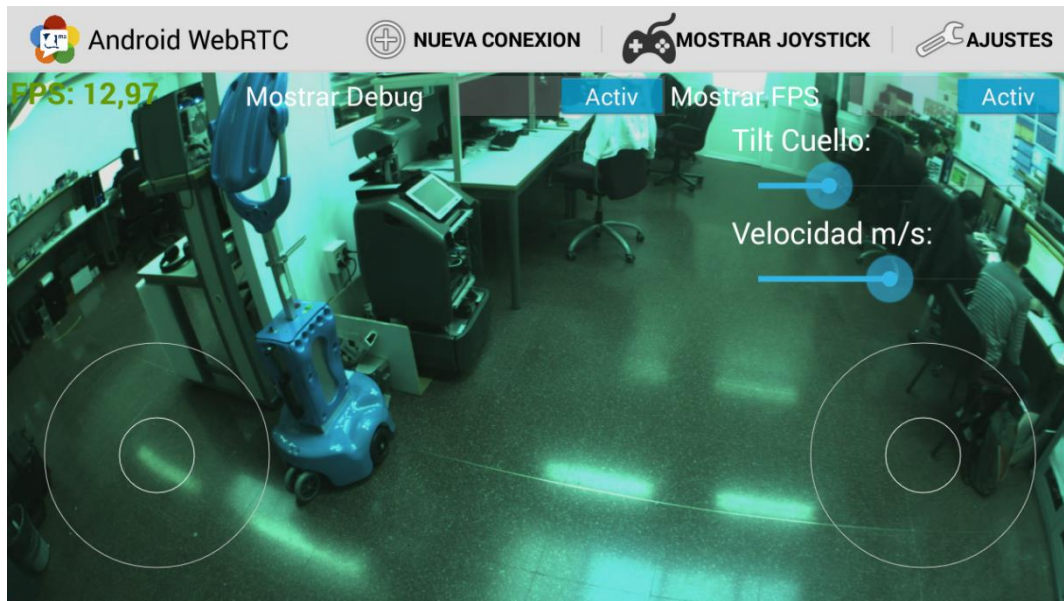 Android WebRTC NUEVA CONEXION MOSTRAR JOYSTICK AJUSTES
FPS: 12,97 Mostrar Debug Activ Mostrar FPS Activ
Tilt Cuello:
Velocidad m/s: